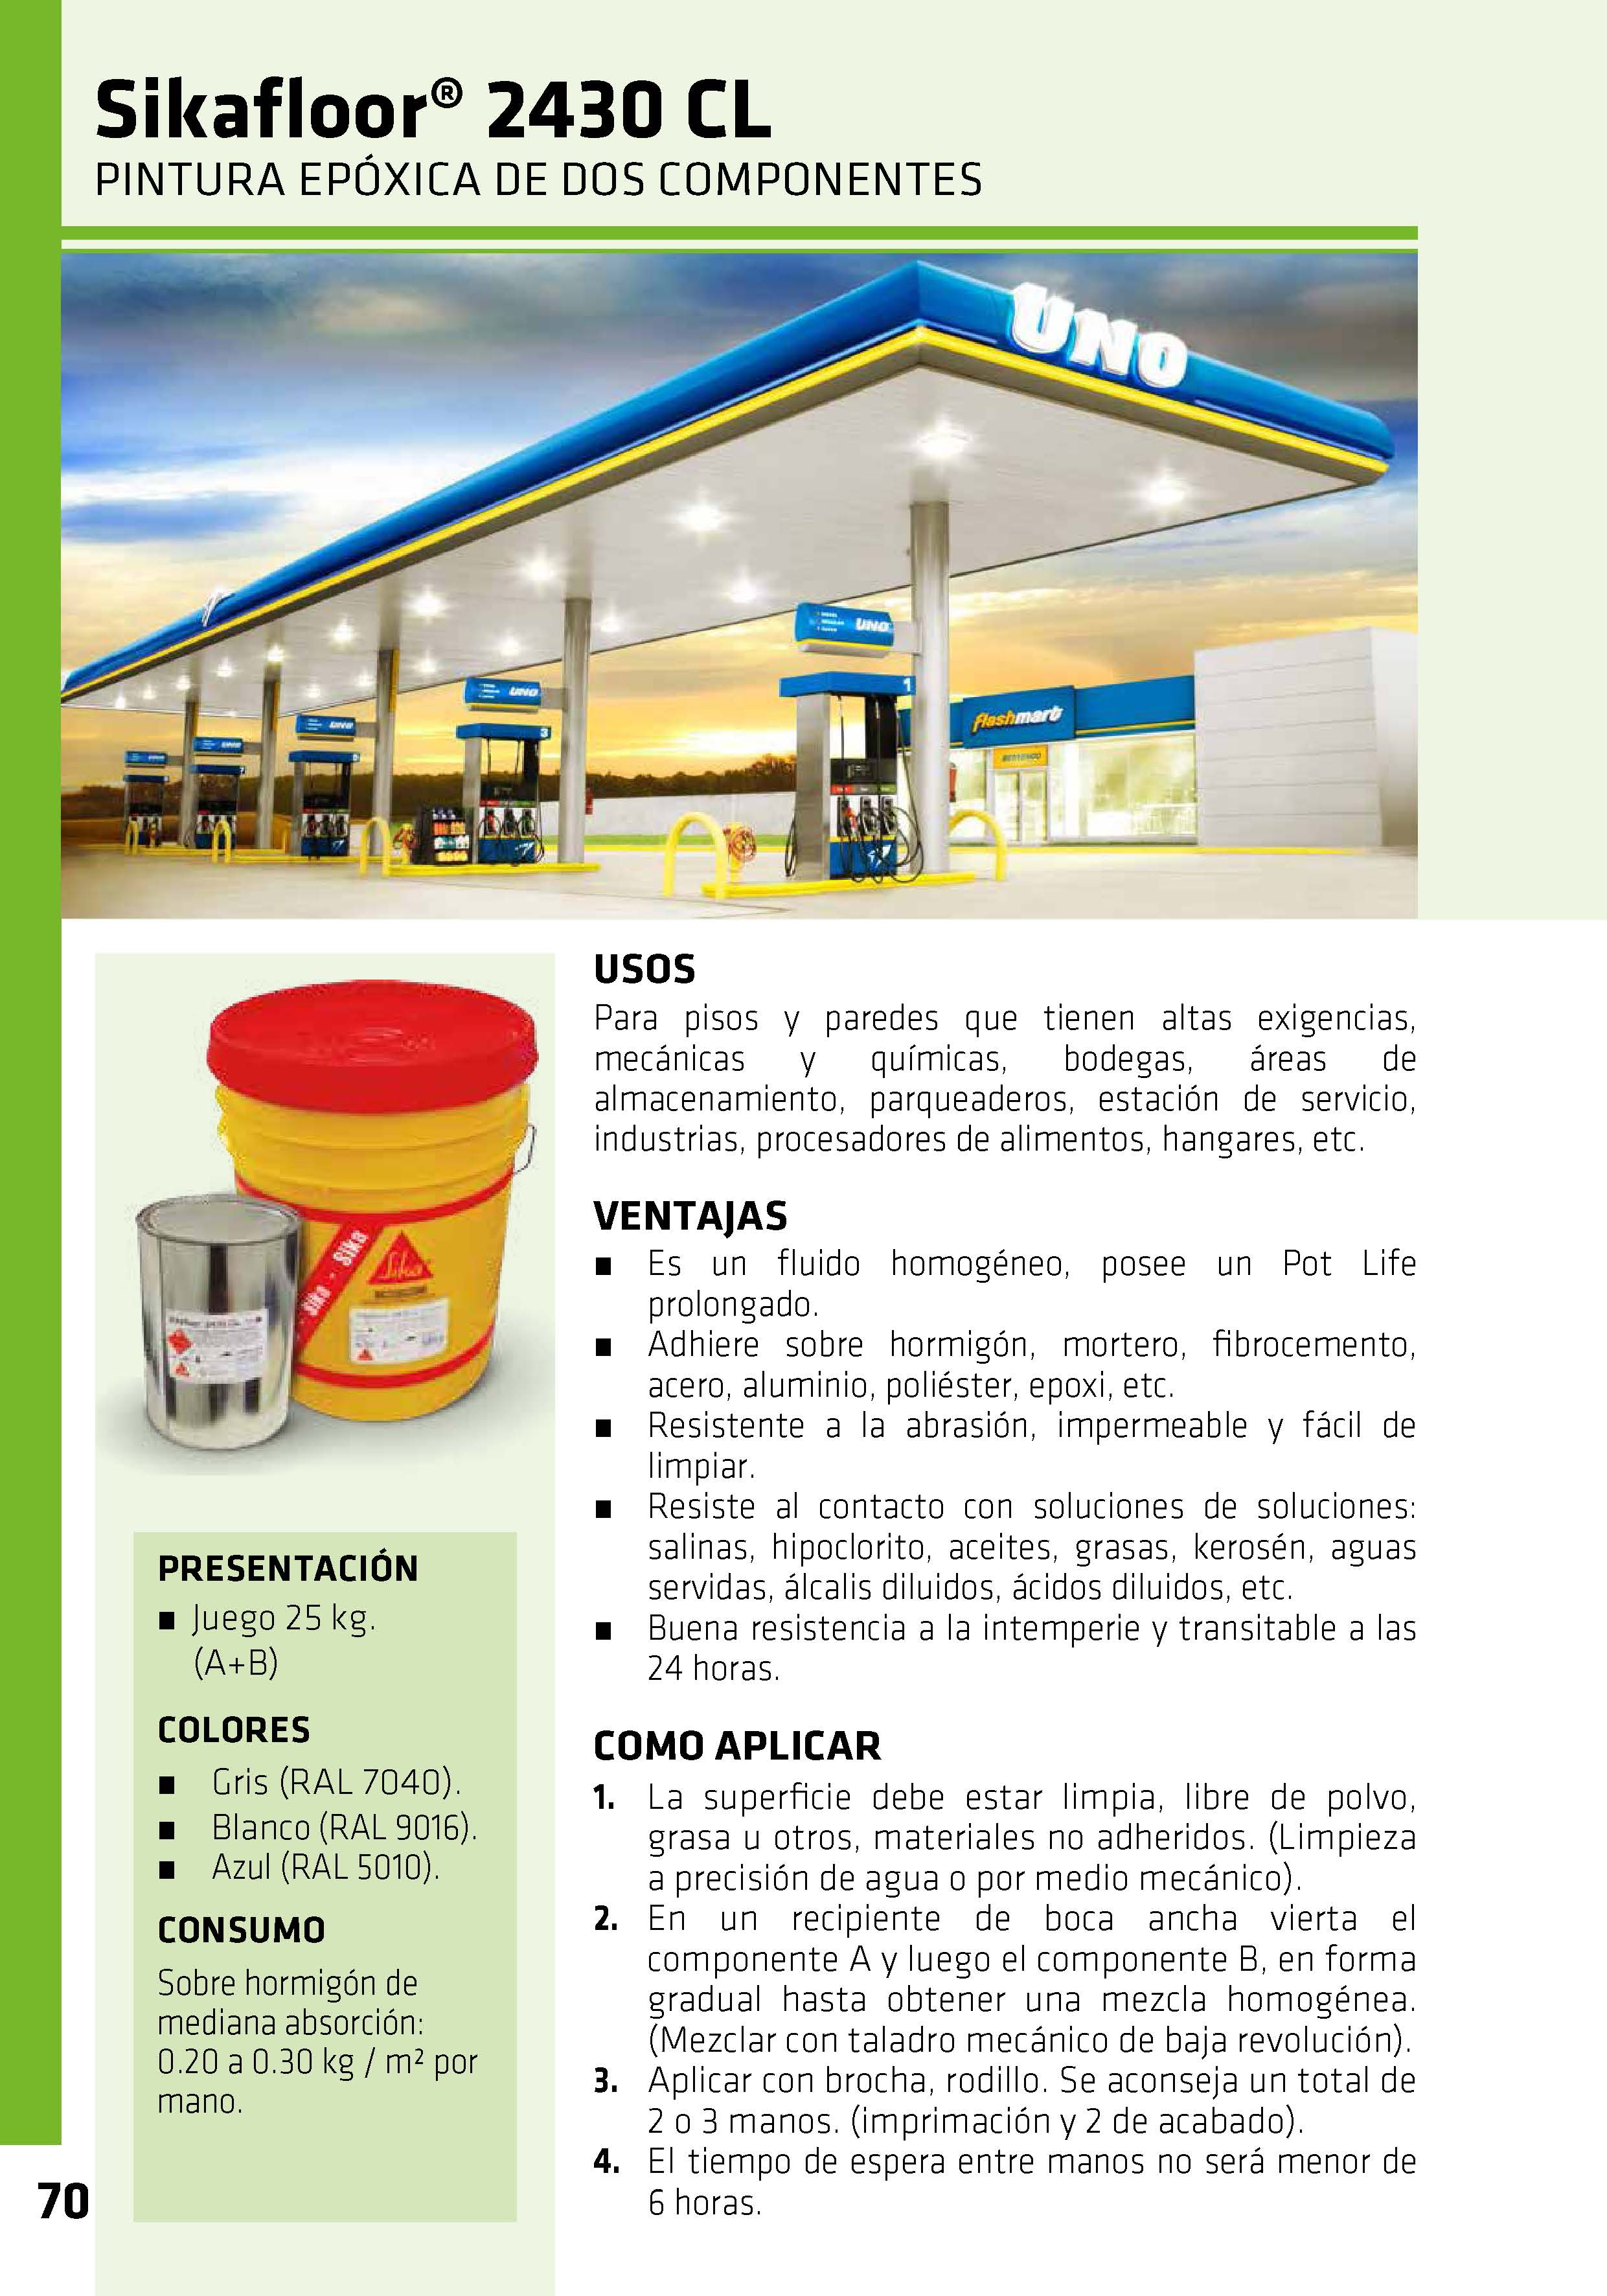 Sikafloor® 2430 CL
PINTURA EPÓXICA DE DOS COMPONENTES
UNO
UNO
UNO
UNO
UNO
1
3
flashmart
USOS
Para pisos y paredes que tienen altas exigencias,
mecánicas y químicas, bodegas, áreas de
almacenamiento, parqueaderos, estación de servicio,
industrias, procesadores de alimentos, hangares, etc.
VENTAJAS
■ Es un fluido homogéneo, posee un Pot Life
prolongado.
■ Adhiere sobre hormigón, mortero, fibrocemento,
acero, aluminio, poliéster, epoxi, etc.
■ Resistente a la abrasión, impermeable y fácil de
limpiar.
■ Resiste al contacto con soluciones de soluciones:
salinas, hipoclorito, aceites, grasas, kerosén, aguas
servidas, álcalis diluidos, ácidos diluidos, etc.
■ Buena resistencia a la intemperie y transitable a las
24 horas.
COMO APLICAR
1. La superficie debe estar limpia, libre de polvo,
grasa u otros, materiales no adheridos. (Limpieza
a precisión de agua o por medio mecánico).
2. En un recipiente de boca ancha vierta el
componente A y luego el componente B, en forma
gradual hasta obtener una mezcla homogénea.
(Mezclar con taladro mecánico de baja revolución).
3. Aplicar con brocha, rodillo. Se aconseja un total de
2 o 3 manos. (imprimación y 2 de acabado).
4. El tiempo de espera entre manos no será menor de
6 horas.
Sika - Sika
Sika
PRESENTACIÓN
■ Juego 25 kg.
(A+B)
COLORES
■ Gris (RAL 7040).
■ Blanco (RAL 9016).
■ Azul (RAL 5010).
CONSUMO
Sobre hormigón de
mediana absorción:
0.20 a 0.30 kg / m² por
mano.
70